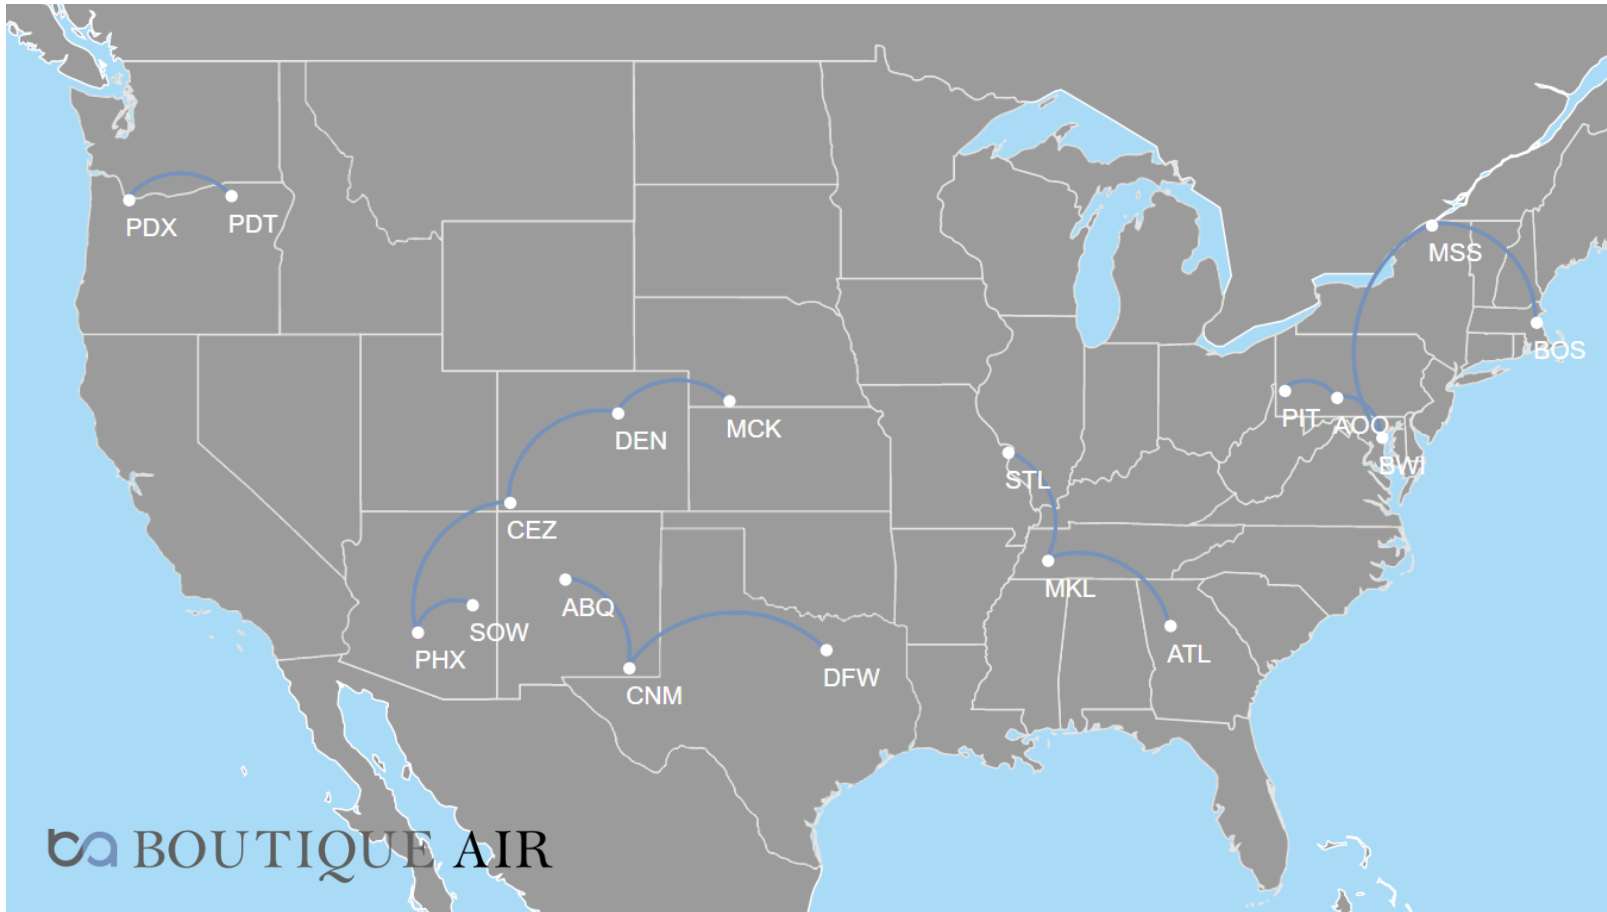 PDX
PDT
MSS
BOS
DEN
MCK
PIT
AOO
BWI
STL
CEZ
MKL
ABQ
SOW
PHX
ATL
CNM
DFW
ba BOUTIQUE AIR